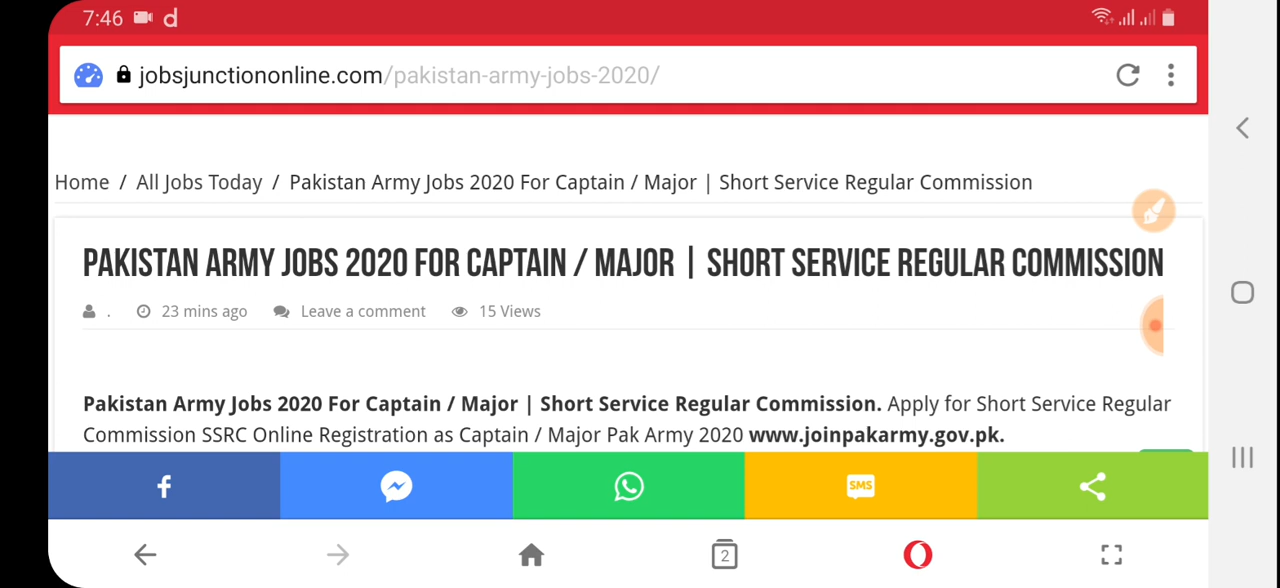 7:46
jobsjunctiononline.com/pakistan-army-jobs-2020/
Home / All Jobs Today / Pakistan Army Jobs 2020 For Captain / Major | Short Service Regular Commission
PAKISTAN ARMY JOBS 2020 FOR CAPTAIN / MAJOR | SHORT SERVICE REGULAR COMMISSION
. 23 mins ago Leave a comment 15 Views
Pakistan Army Jobs 2020 For Captain / Major | Short Service Regular Commission. Apply for Short Service Regular
Commission SSRC Online Registration as Captain / Major Pak Army 2020 www.joinpakarmy.gov.pk.
SMS
2